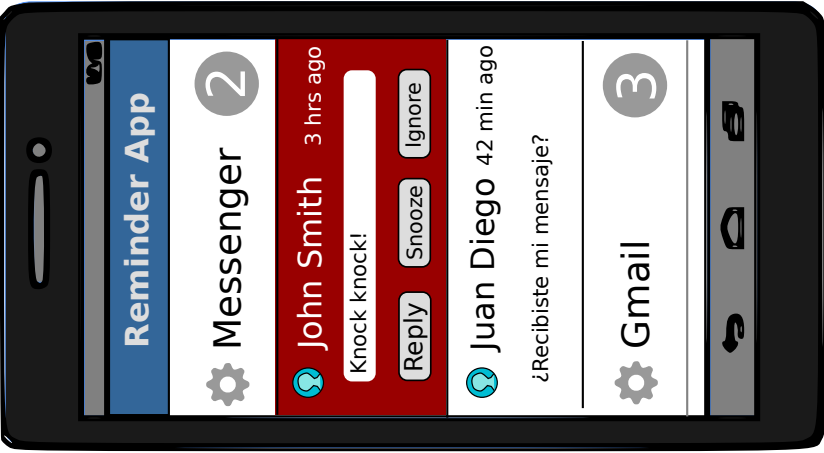 Reminder App
Messenger 2
John Smith 3 hrs ago
Knock knock!
Reply Snooze Ignore
Juan Diego 42 min ago
¿Recibiste mi mensaje?
Gmail 3